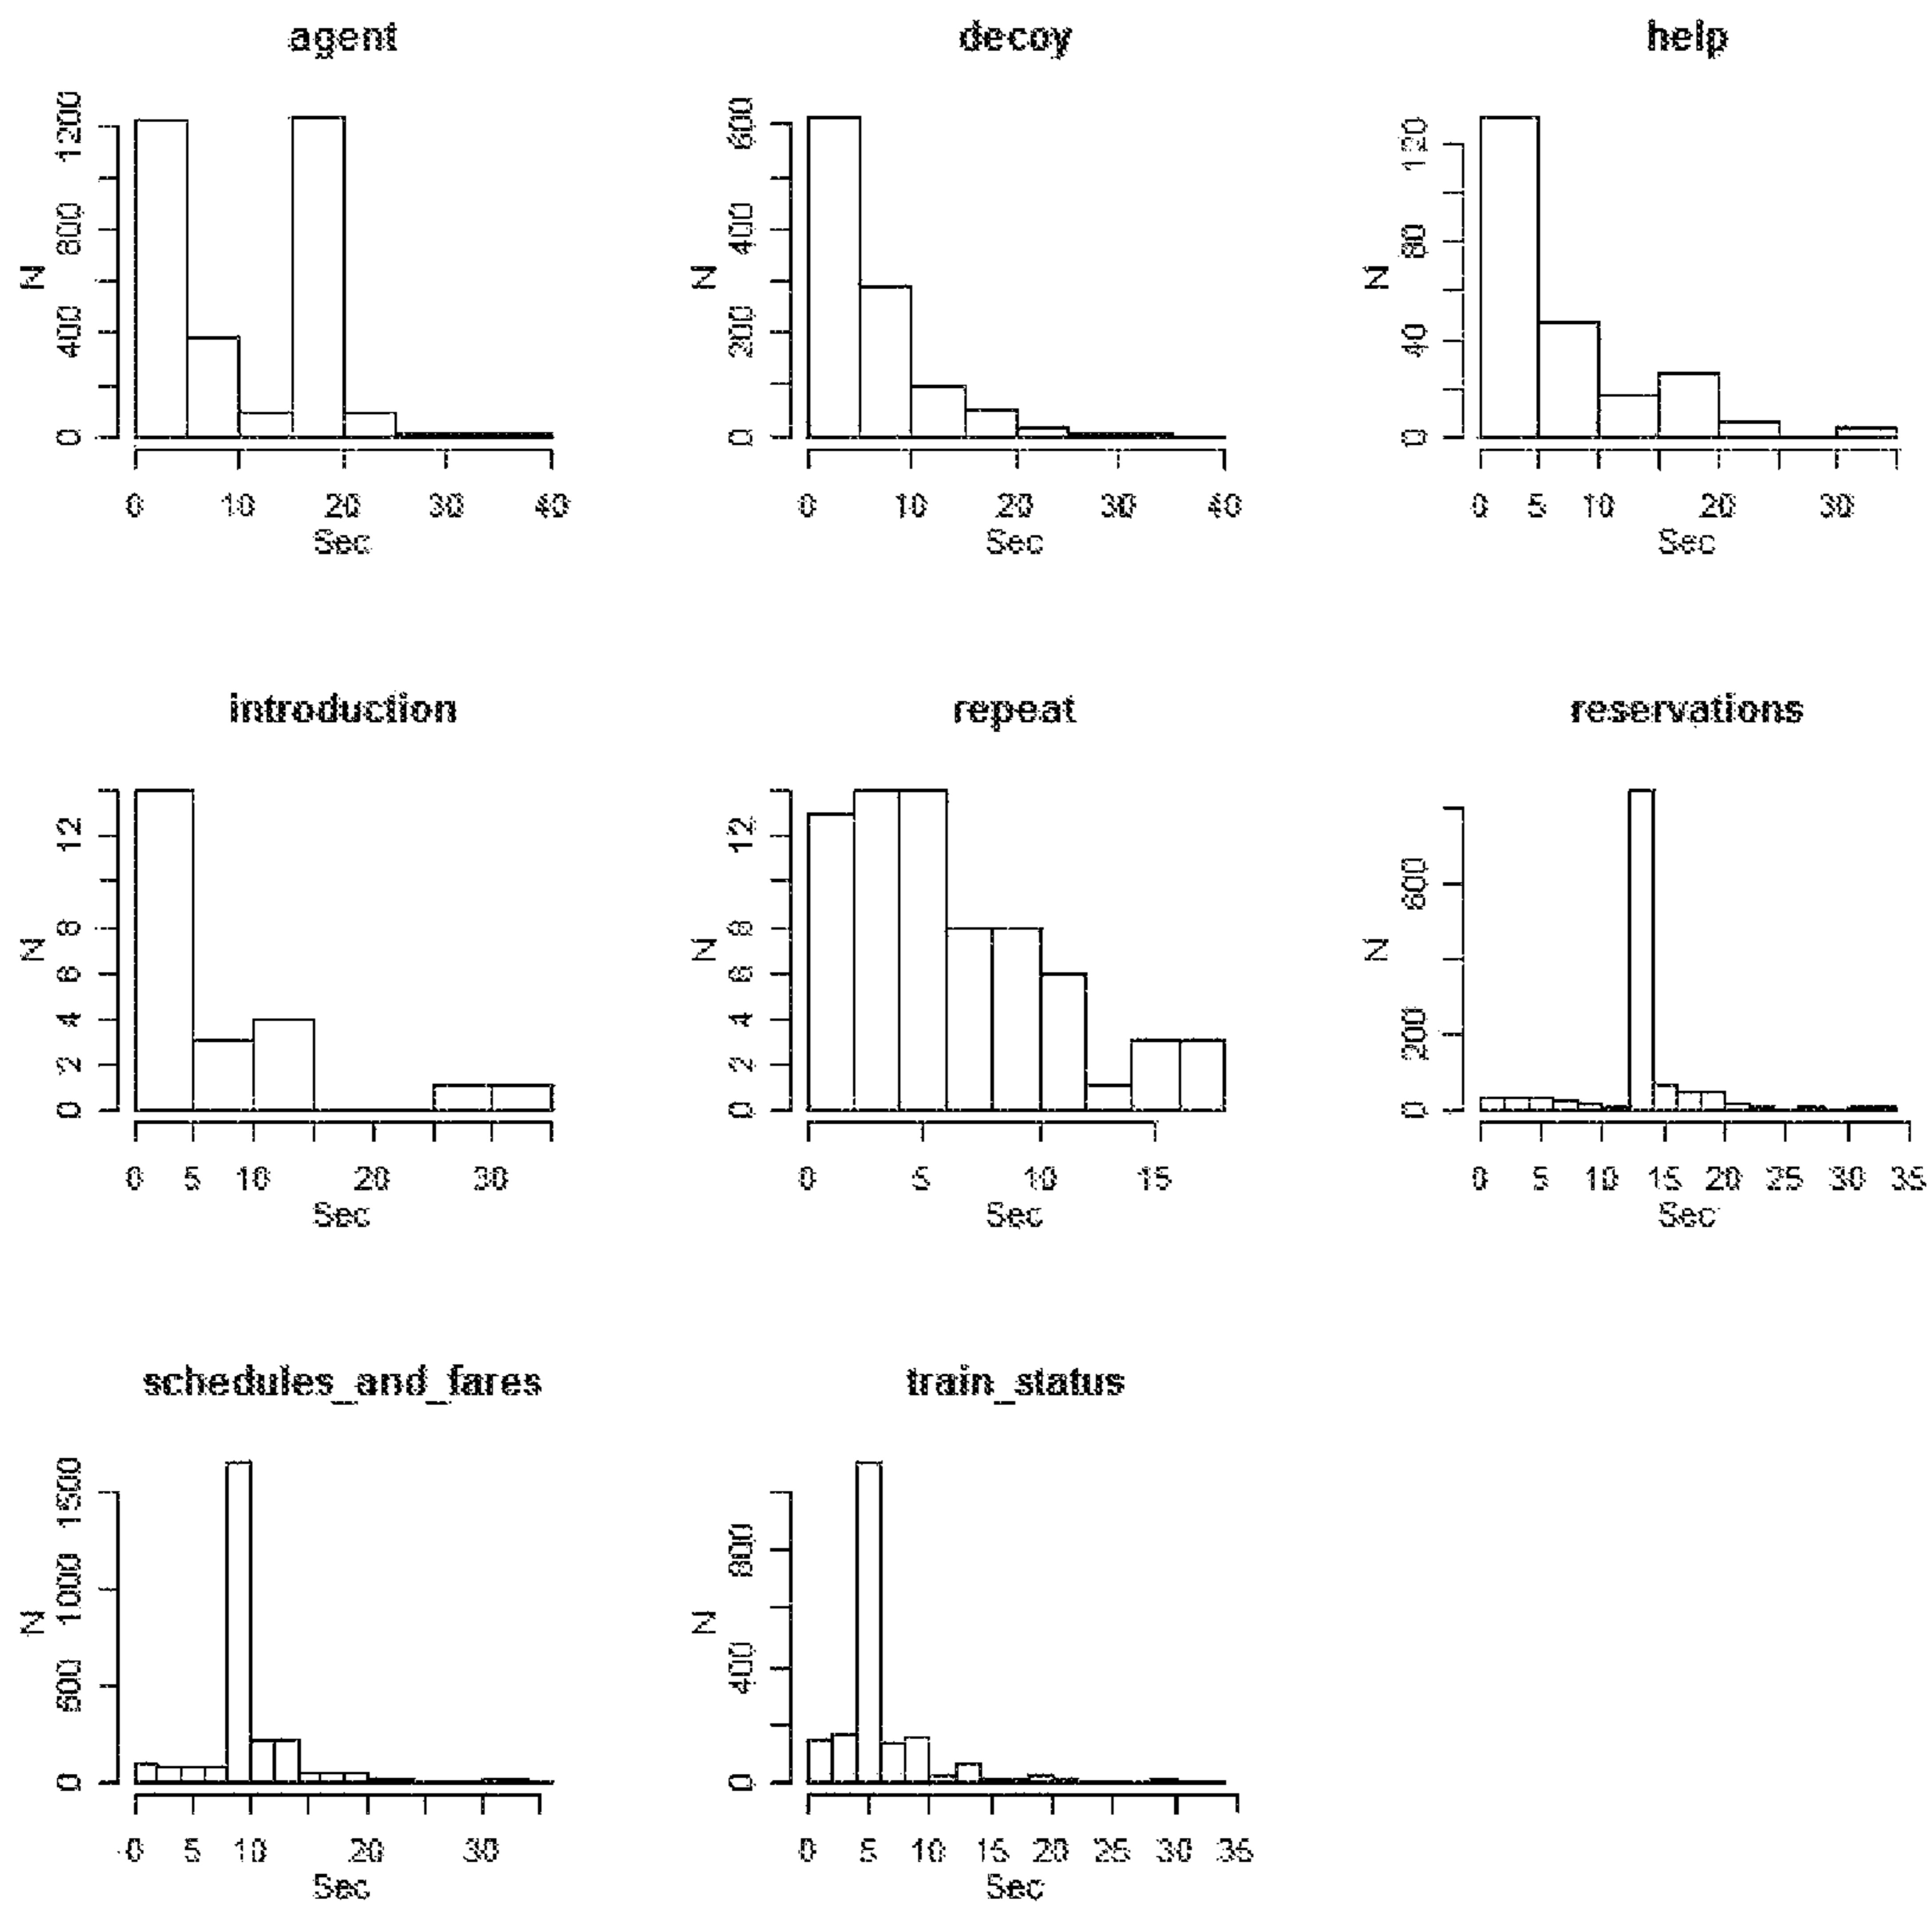 agent decoy help
1200 800 400 0
N
0 10 20 30 40
Sec
600 400 200 0
N
0 10 20 30 40
Sec
120 80 40 0
N
0 5 10 20 30
Sec
introduction repeat reservations
12 8 6 4 2 0
N
0 5 10 20 30
Sec
12 8 6 4 2 0
N
0 5 10 15
Sec
600 200 0
N
0 5 10 15 20 25 30 35
Sec
schedules_and_fares train_status
1500 1000 500 0
N
0 5 10 20 30
Sec
800 400 0
N
0 5 10 15 20 25 30 35
Sec